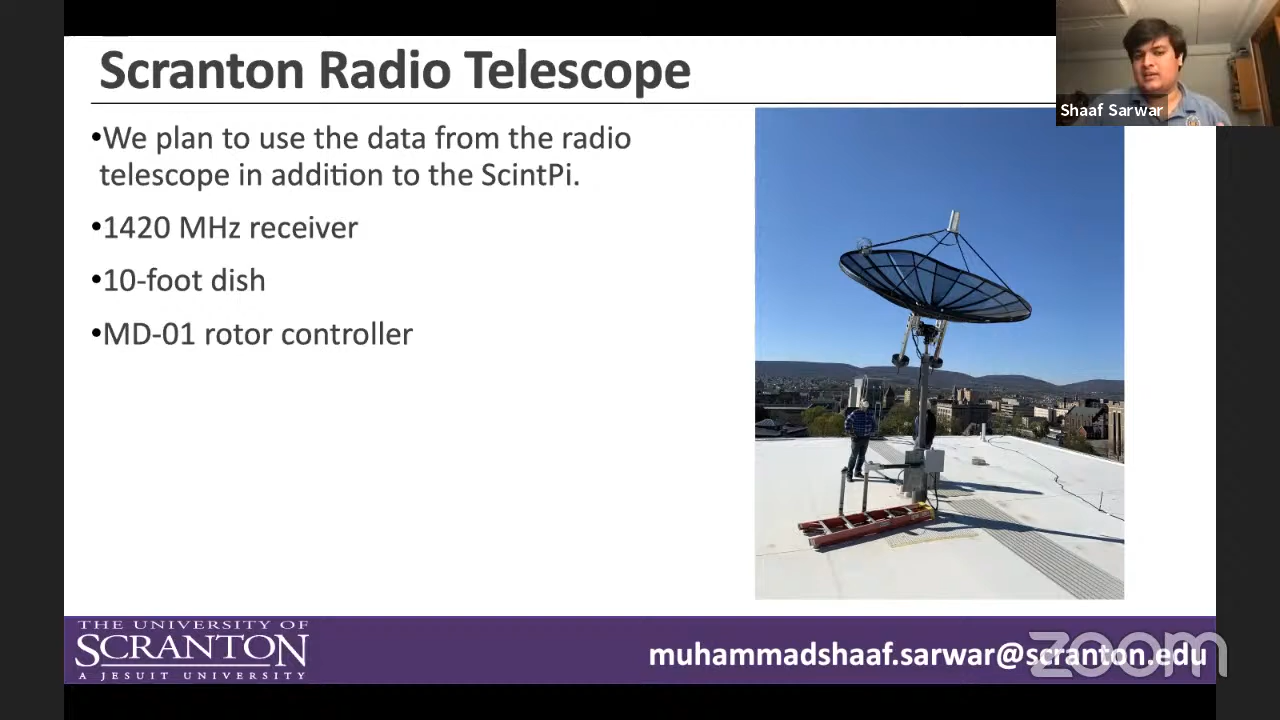 Scranton Radio Telescope
Shaaf Sarwar
•We plan to use the data from the radio
telescope in addition to the ScintPi.
•1420 MHz receiver
•10-foot dish
•MD-01 rotor controller
THE UNIVERSITY OF
SCRANTON
A JESUIT UNIVERSITY
muhammadshaaf.sarwar@scranton.edu
zoom